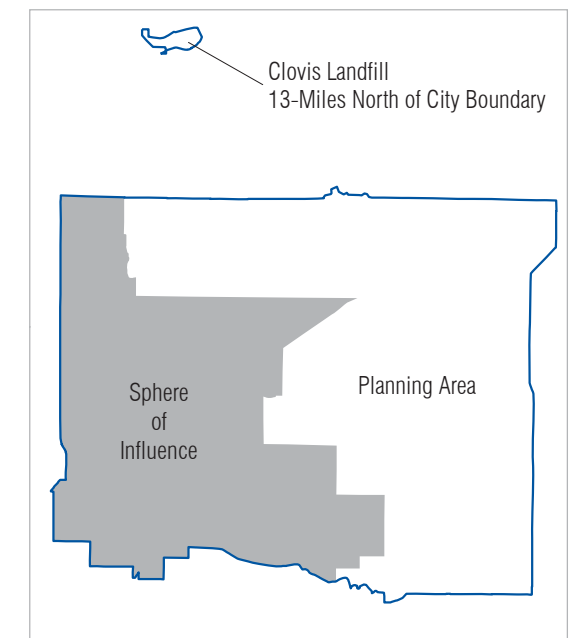 Clovis Landfill
13-Miles North of City Boundary
Planning Area
Sphere
of
Influence